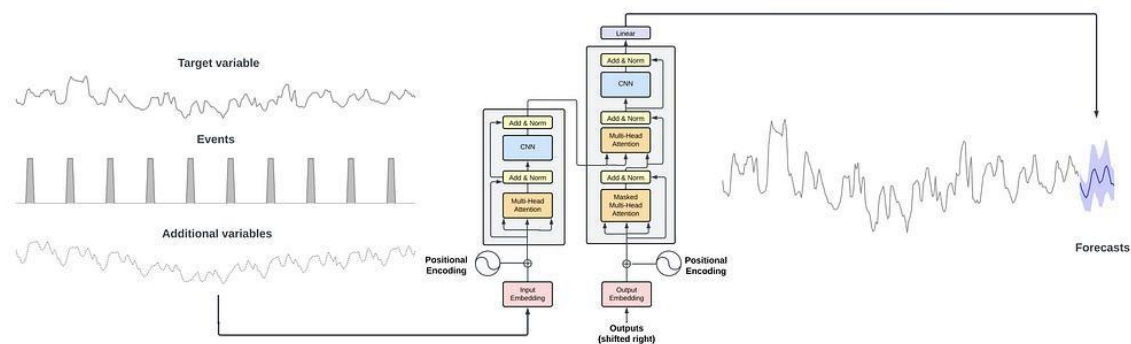 Target variable
Events
Additional variables
Add & Norm
CNN
Add & Norm
Multi-Head
Attention
Positional
Encoding
Input
Embedding
Linear
Add & Norm
CNN
Add & Norm
Multi-Head
Attention
Add & Norm
Masked
Multi-Head
Attention
Positional
Encoding
Output
Embedding
Outputs
(shifted right)
Forecasts